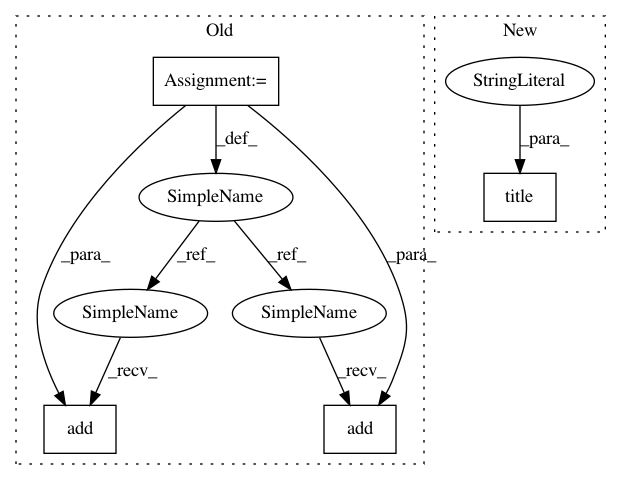 Old
New
Assignment:=
StringLiteral
_def_
_para_
SimpleName
title
_para_
_ref_
_ref_
_para_
SimpleName
SimpleName
_recv_
_recv_
add
add